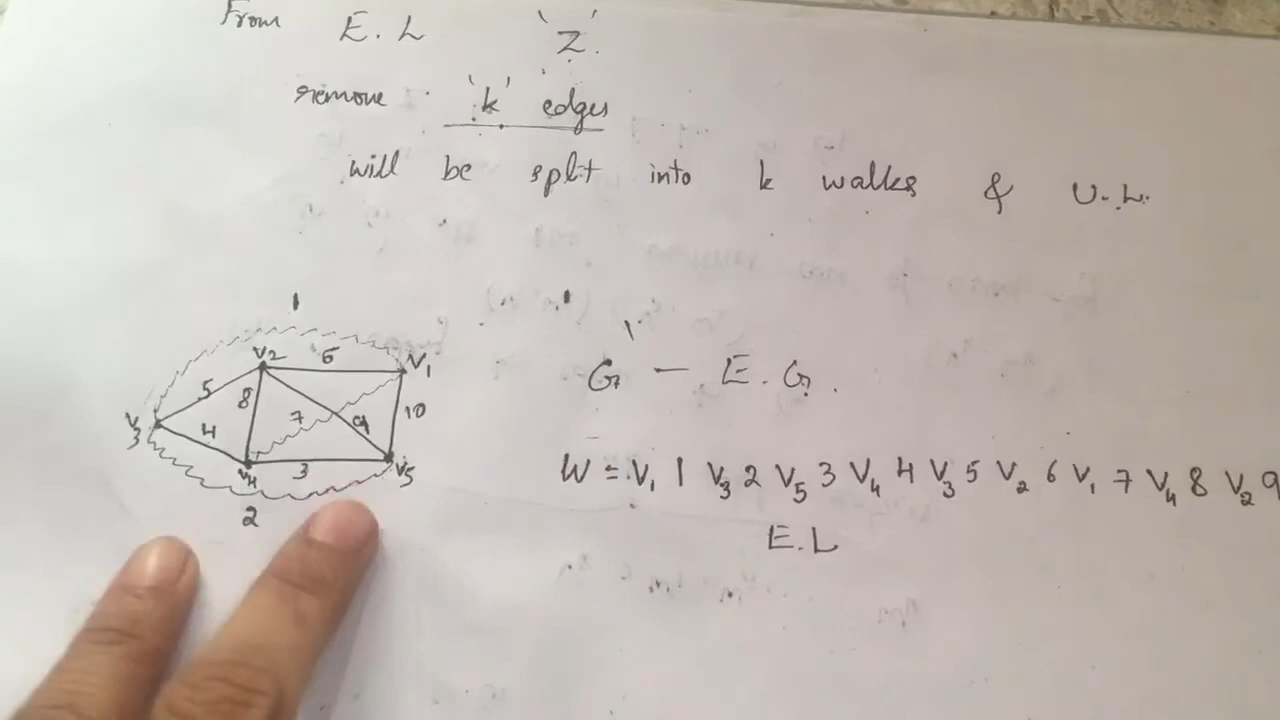 From E.L 'Z'.
remove 'k' edges
will be split into k walks & U.L.
1
V2 6 V1
5 8 7 9 10
V3 4
V4 3 V5
2
G' - E.G.
W = V1 1 V3 2 V5 3 V4 4 V3 5 V2 6 V1 7 V4 8 V2 9
E.L